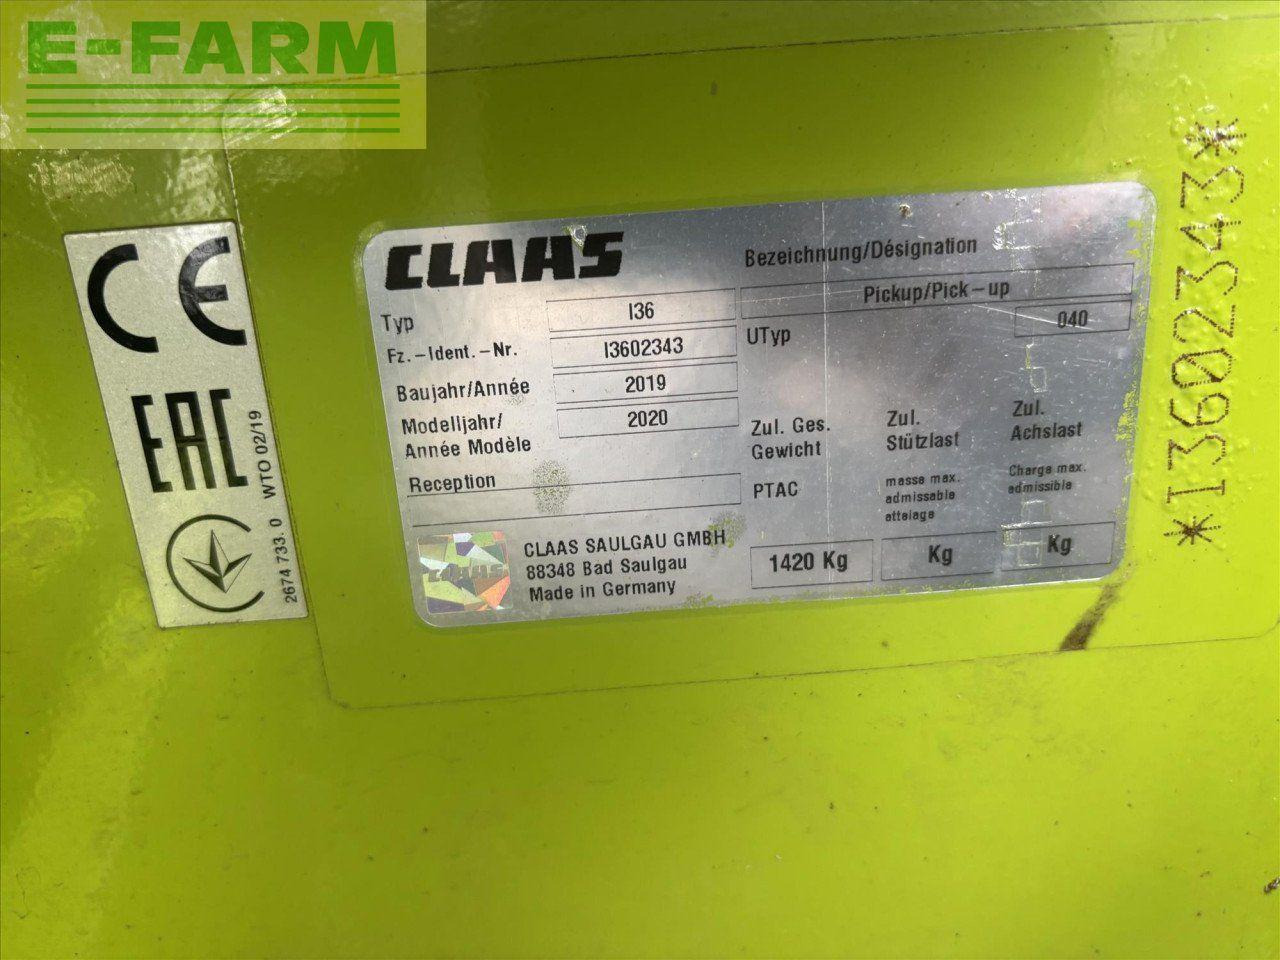 E-FARM
CE
EAC
2674 733. 0 WTO 02/19
CLAAS
Typ I36
Fz.-Ident.-Nr. I3602343
Baujahr/Année 2019
Modelljahr/
Année Modèle 2020
Reception
CLAAS
CLAAS SAULGAU GMBH
88348 Bad Saulgau
Made in Germany
Bezeichnung/Désignation
Pickup/Pick-up
UTyp 040
Zul. Ges.
Gewicht
PTAC
1420 Kg
Zul.
Stützlast
masse max.
admissable
attelage
Kg
Zul.
Achslast
Charge max.
admissible
Kg
*I3602343*